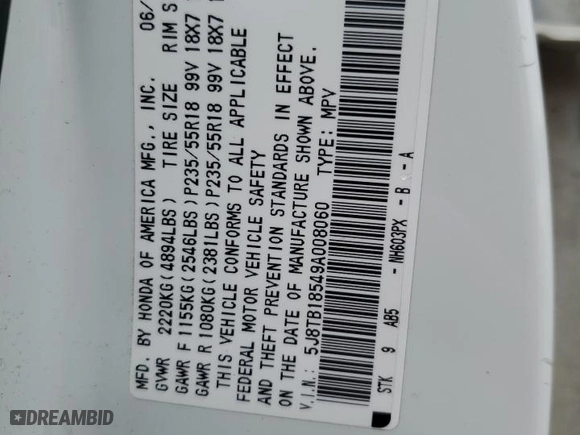 MFD. BY HONDA OF AMERICA MFG., INC. 06/
GVWR 2220KG(4894LBS) TIRE SIZE RIM S
GAWR F 1155KG(2546LBS)P235/55R18 99V 18X7
GAWR R 1080KG(2381LBS)P235/55R18 99V 18X7
THIS VEHICLE CONFORMS TO ALL APPLICABLE
FEDERAL MOTOR VEHICLE SAFETY
AND THEFT PREVENTION STANDARDS IN EFFECT
ON THE DATE OF MANUFACTURE SHOWN ABOVE.
V.I.N.: 5J8TB18549A008060 TYPE: MPV
STK 9 AB5 -NH603PX -B -A
DREAMBID